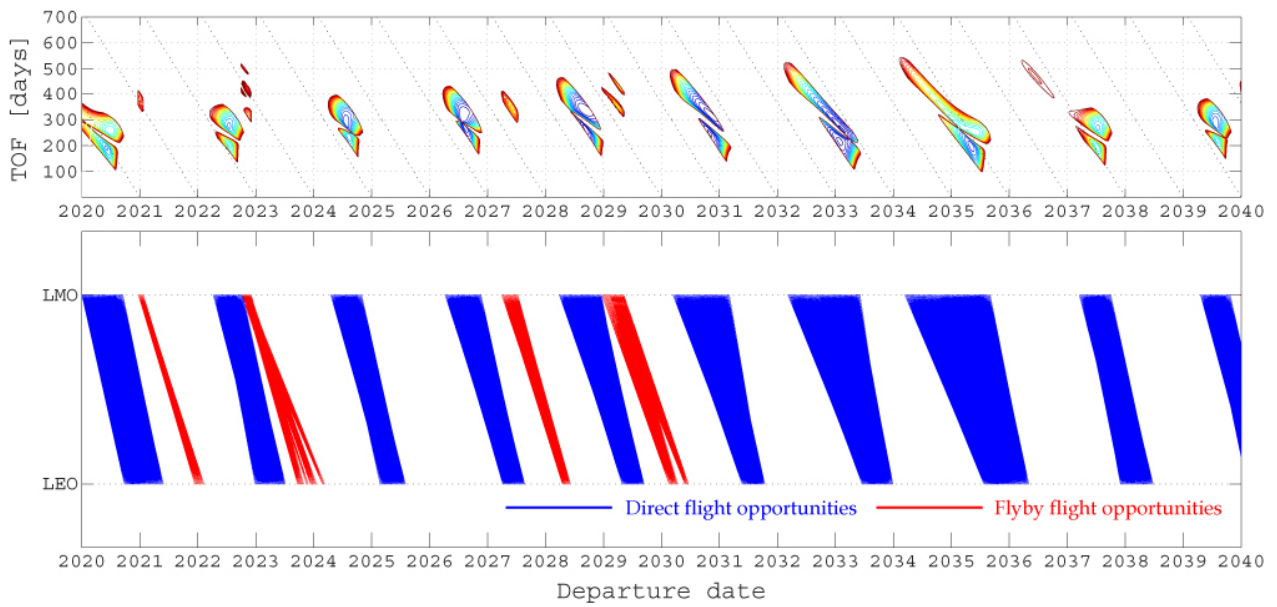 700
600
500
400
300
200
100
TOF [days]
2020 2021 2022 2023 2024 2025 2026 2027 2028 2029 2030 2031 2032 2033 2034 2035 2036 2037 2038 2039 2040
LMO
LEO
Direct flight opportunities Flyby flight opportunities
2020 2021 2022 2023 2024 2025 2026 2027 2028 2029 2030 2031 2032 2033 2034 2035 2036 2037 2038 2039 2040
Departure date